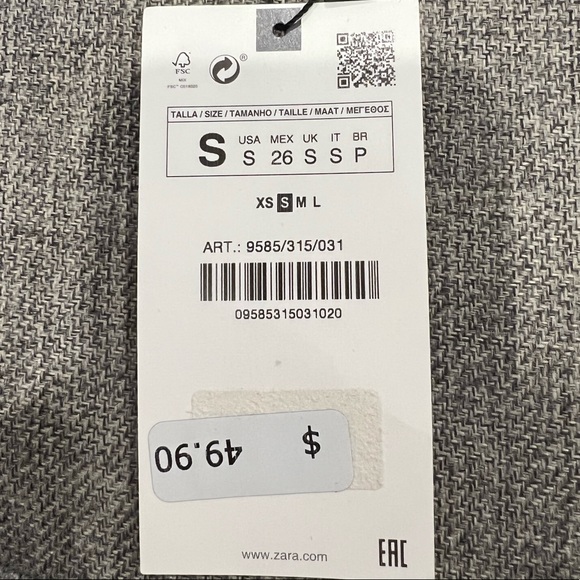 FSC
MIX
®
TALLA / SIZE / TAMANHO / TAILLE / MAAT / ΜΕΓΕΘΟΣ
S USA MEX UK IT BR
S 26 S S P
XS S M L
ART.: 9585/315/031
09585315031020
$ 49.90
www.zara.com
EAC